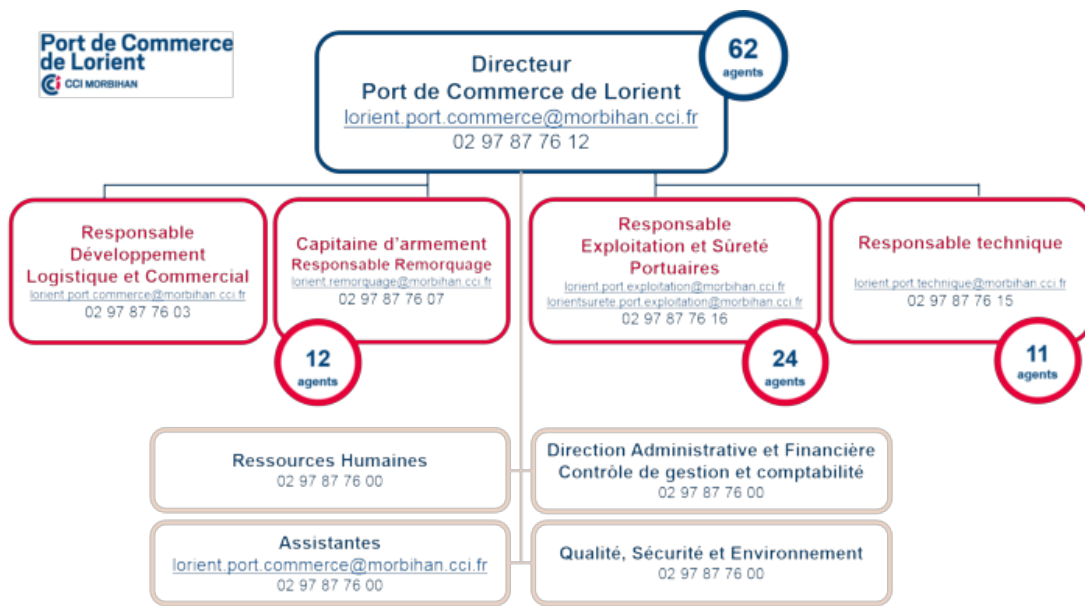 Port de Commerce
de Lorient
CCI MORBIHAN
62
agents
Directeur
Port de Commerce de Lorient
lorient.port.commerce@morbihan.cci.fr
02 97 87 76 12
Responsable
Développement
Logistique et Commercial
lorient.port.commerce@morbihan.cci.fr
02 97 87 76 03
Capitaine d'armement
Responsable Remorquage
lorient.remorquage@morbihan.cci.fr
02 97 87 76 07
12
agents
Responsable
Exploitation et Sûreté
Portuaires
lorient.port.exploitation@morbihan.cci.fr
lorientsurete.port.exploitation@morbihan.cci.fr
02 97 87 76 16
24
agents
Responsable technique
lorient.port.technique@morbihan.cci.fr
02 97 87 76 15
11
agents
Ressources Humaines
02 97 87 76 00
Direction Administrative et Financière
Contrôle de gestion et comptabilité
02 97 87 76 00
Assistantes
lorient.port.commerce@morbihan.cci.fr
02 97 87 76 00
Qualité, Sécurité et Environnement
02 97 87 76 00